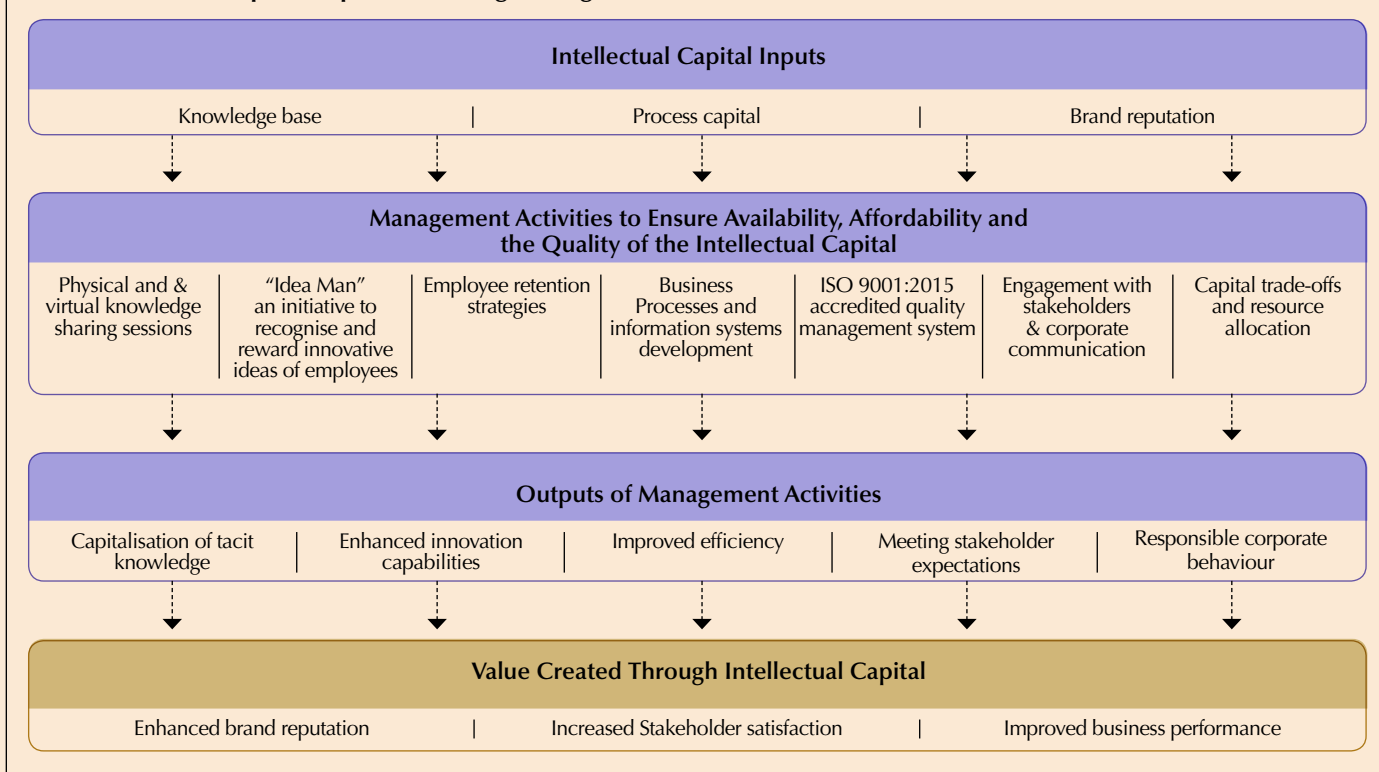 Intellectual Capital Inputs
Knowledge base | Process capital | Brand reputation
Management Activities to Ensure Availability, Affordability and
the Quality of the Intellectual Capital
Physical and &
virtual knowledge
sharing sessions
“Idea Man”
an initiative to
recognise and
reward innovative
ideas of employees
Employee retention
strategies
Business
Processes and
information systems
development
ISO 9001:2015
accredited quality
management system
Engagement with
stakeholders
& corporate
communication
Capital trade-offs
and resource
allocation
Outputs of Management Activities
Capitalisation of tacit
knowledge
Enhanced innovation
capabilities
Improved efficiency
Meeting stakeholder
expectations
Responsible corporate
behaviour
Value Created Through Intellectual Capital
Enhanced brand reputation | Increased Stakeholder satisfaction | Improved business performance